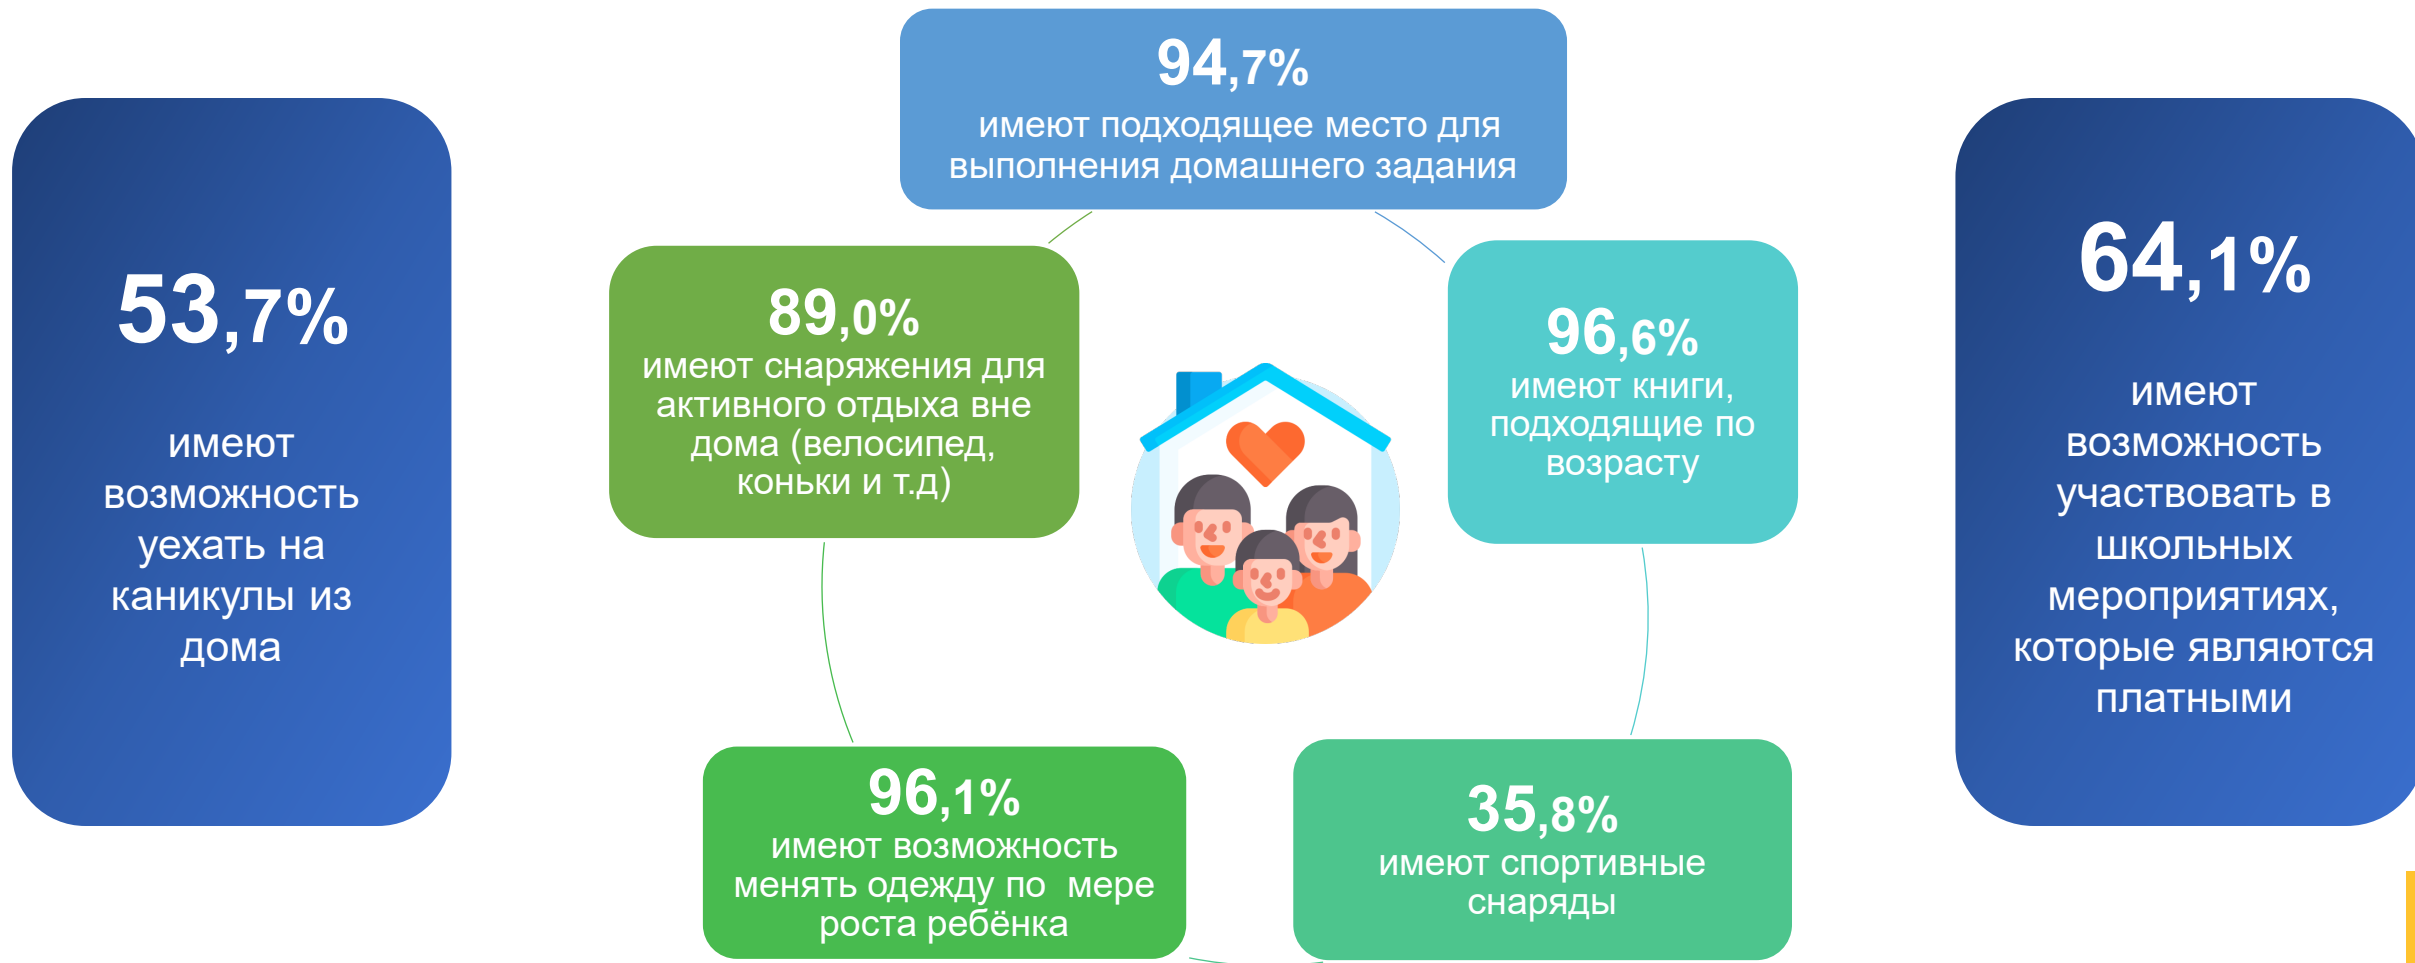 53,7%
имеют
возможность
уехать на
каникулы из
дома
94,7%
имеют подходящее место для
выполнения домашнего задания
89,0%
имеют снаряжения для
активного отдыха вне
дома (велосипед,
коньки и т.д)
96,6%
имеют книги,
подходящие по
возрасту
96,1%
имеют возможность
менять одежду по  мере
роста ребёнка
35,8%
имеют спортивные
снаряды
64,1%
имеют
возможность
участвовать в
школьных
мероприятиях,
которые являются
платными